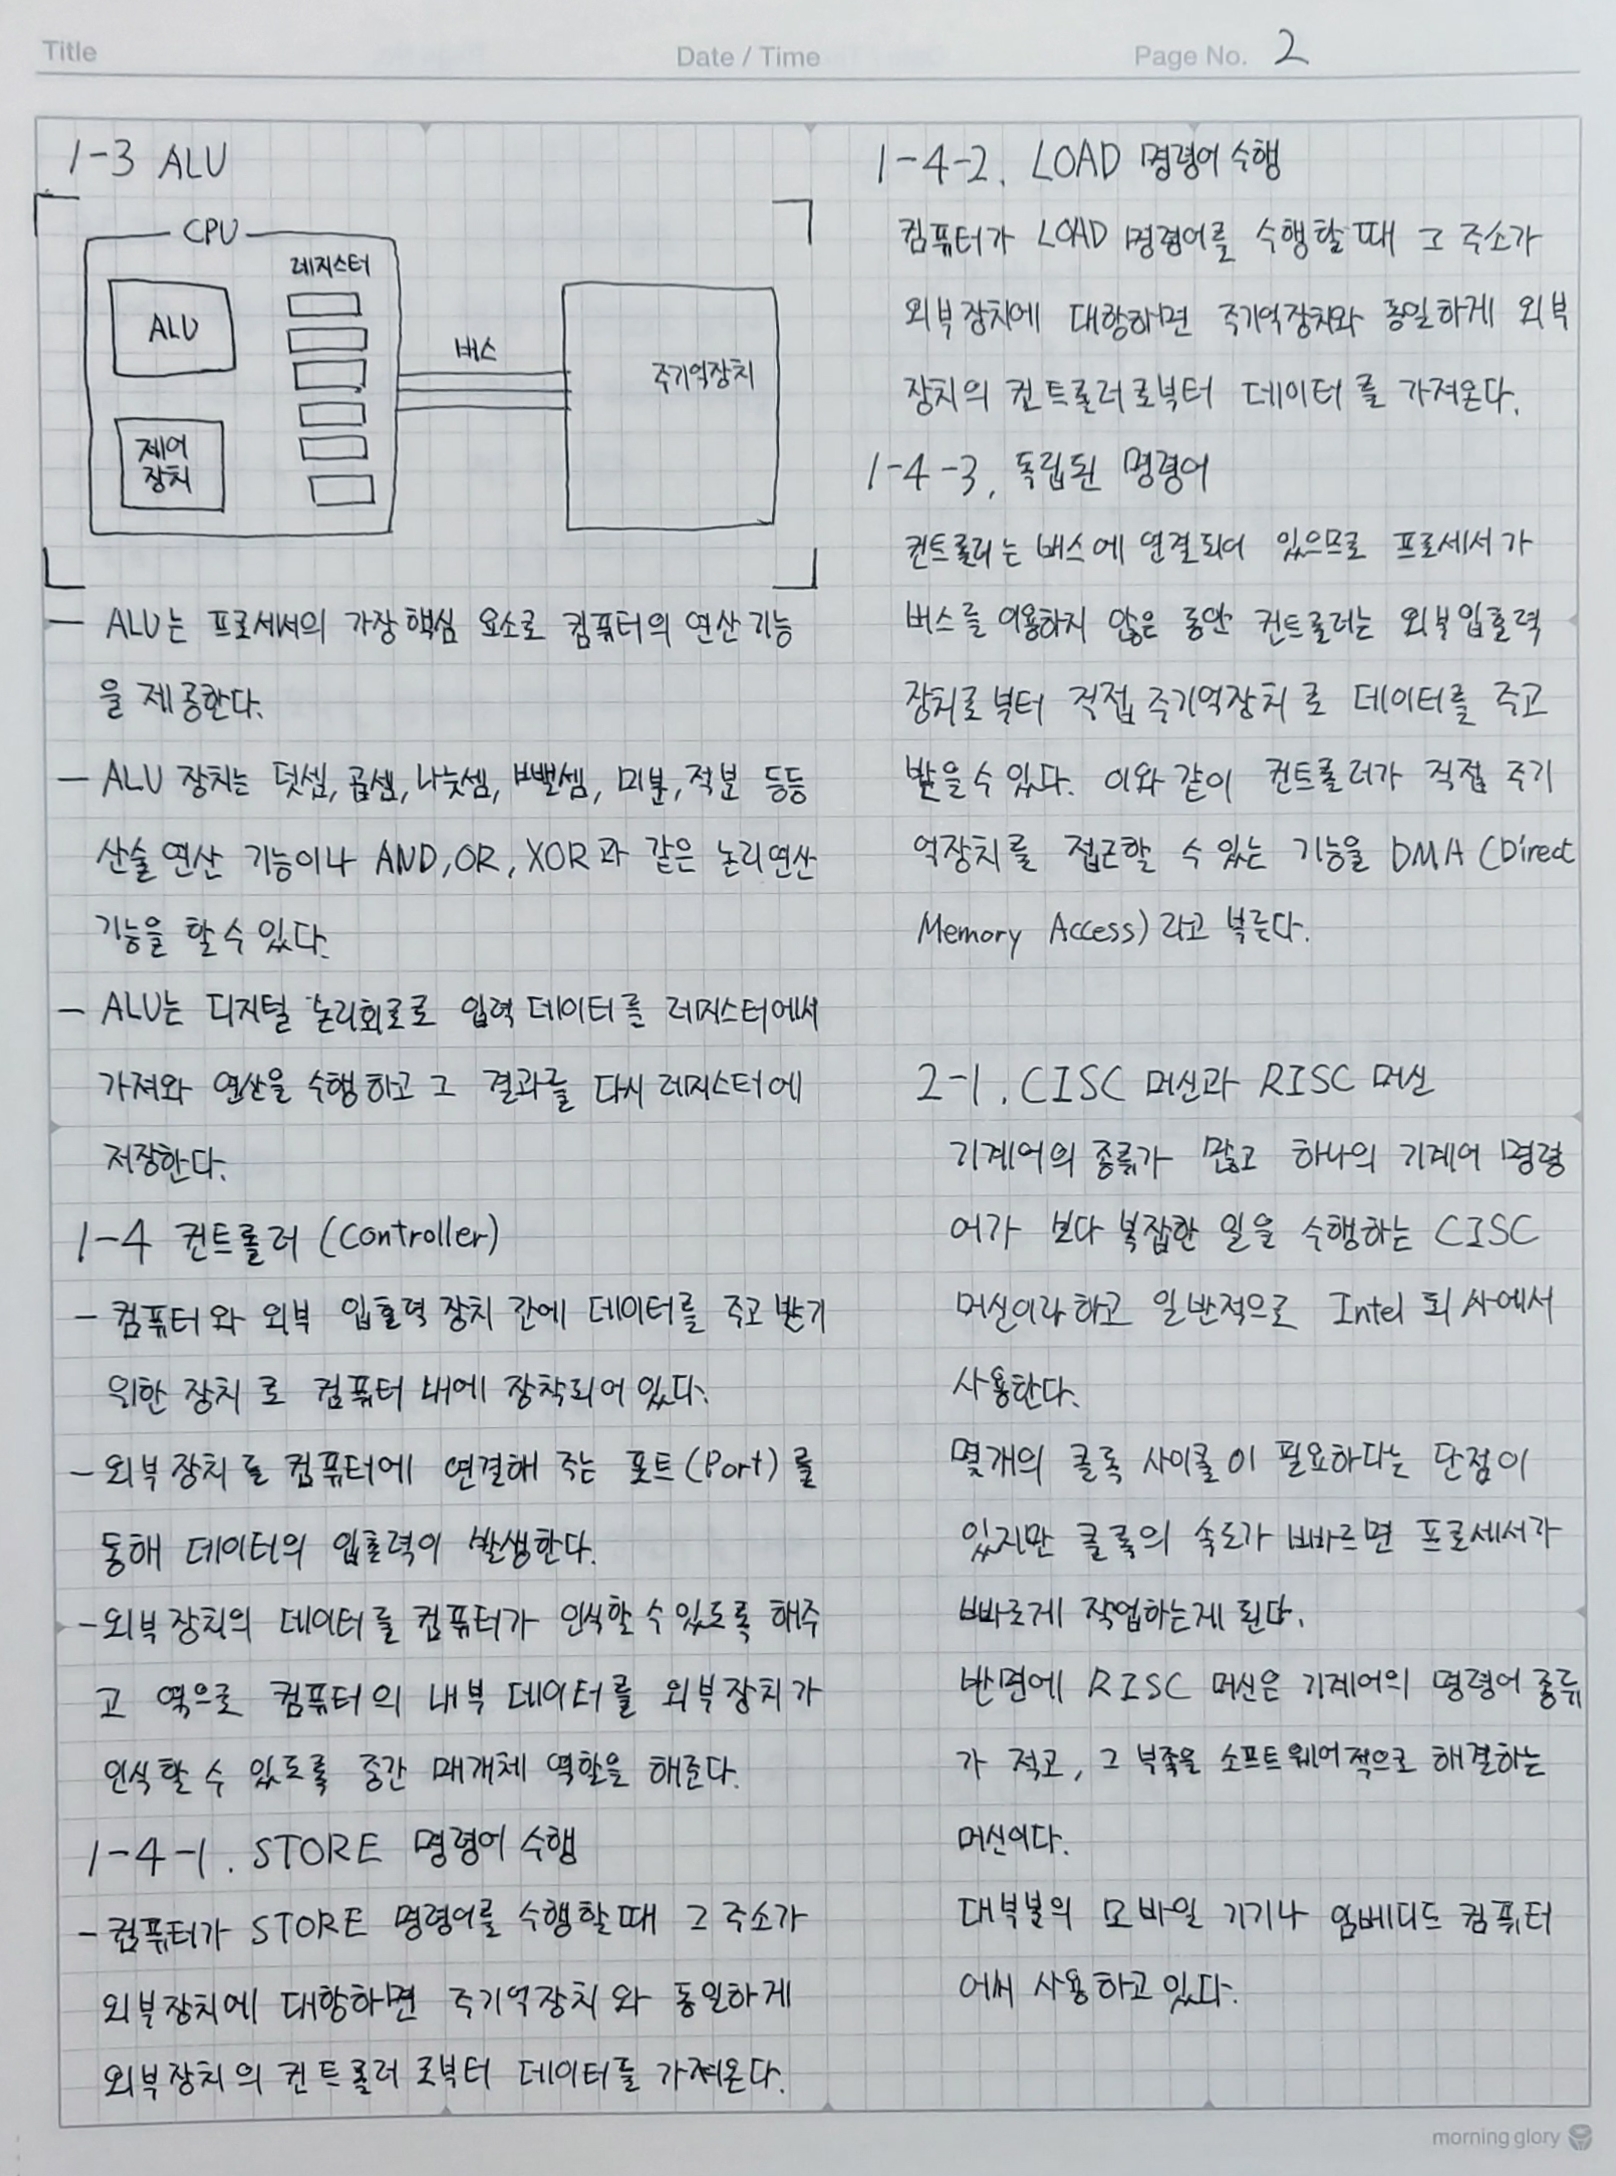 Title
Date / Time
Page No. 2
1-3 ALU
CPU
레지스터
ALU
버스
주기억장치
제어
장치
- ALU는 프로세서의 가장 핵심 요소로 컴퓨터의 연산기능
을 제공한다.
- ALU 장치는 덧셈, 곱셈, 나눗셈, 뺄셈, 미분, 적분 등등
산술 연산 기능이나 AND, OR, XOR과 같은 논리연산
기능을 할 수 있다.
- ALU는 디지털 논리회로로 입력 데이터를 레지스터에서
가져와 연산을 수행하고 그 결과를 다시 레지스터에
저장한다.
1-4 컨트롤러 (Controller)
- 컴퓨터와 외부 입출력 장치 간에 데이터를 주고 받기
위한 장치로 컴퓨터 내에 장착되어 있다.
- 외부 장치를 컴퓨터에 연결해 주는 포트(Port)를
통해 데이터의 입출력이 발생한다.
- 외부 장치의 데이터를 컴퓨터가 인식할 수 있도록 해주
고 역으로 컴퓨터의 내부 데이터를 외부장치가
인식할 수 있도록 중간 매개체 역할을 해준다.
1-4-1. STORE 명령어 수행
- 컴퓨터가 STORE 명령어를 수행할 때 그 주소가
외부장치에 대항하면 주기억장치와 동일하게
외부장치의 컨트롤러로부터 데이터를 가져온다.
1-4-2. LOAD 명령어 수행
컴퓨터가 LOAD 명령어를 수행할 때 그 주소가
외부 장치에 대항하면 주기억장치와 동일하게 외부
장치의 컨트롤러로부터 데이터를 가져온다.
1-4-3. 독립된 명령어
컨트롤러는 버스에 연결되어 있으므로 프로세서가
버스를 이용하지 않은 동안 컨트롤러는 외부입출력
장치로부터 직접 주기억장치로 데이터를 주고
받을 수 있다. 이와 같이 컨트롤러가 직접 주기
억장치를 접근할 수 있는 기능을 DMA (Direct
Memory Access)라고 부른다.
2-1. CISC 머신과 RISC 머신
기계어의 종류가 많고 하나의 기계어 명령
어가 보다 복잡한 일을 수행하는 CISC
머신이라하고 일반적으로 Intel 회사에서
사용한다.
몇개의 클록 사이클이 필요하다는 단점이
있지만 클록의 속도가 빠르면 프로세서가
빠르게 작업하는게 된다.
반면에 RISC 머신은 기계어의 명령어 종류
가 적고, 그 부족을 소프트웨어적으로 해결하는
머신이다.
대부분의 모바일 기기나 임베디드 컴퓨터
어씨 사용하고 있다.
morning glory